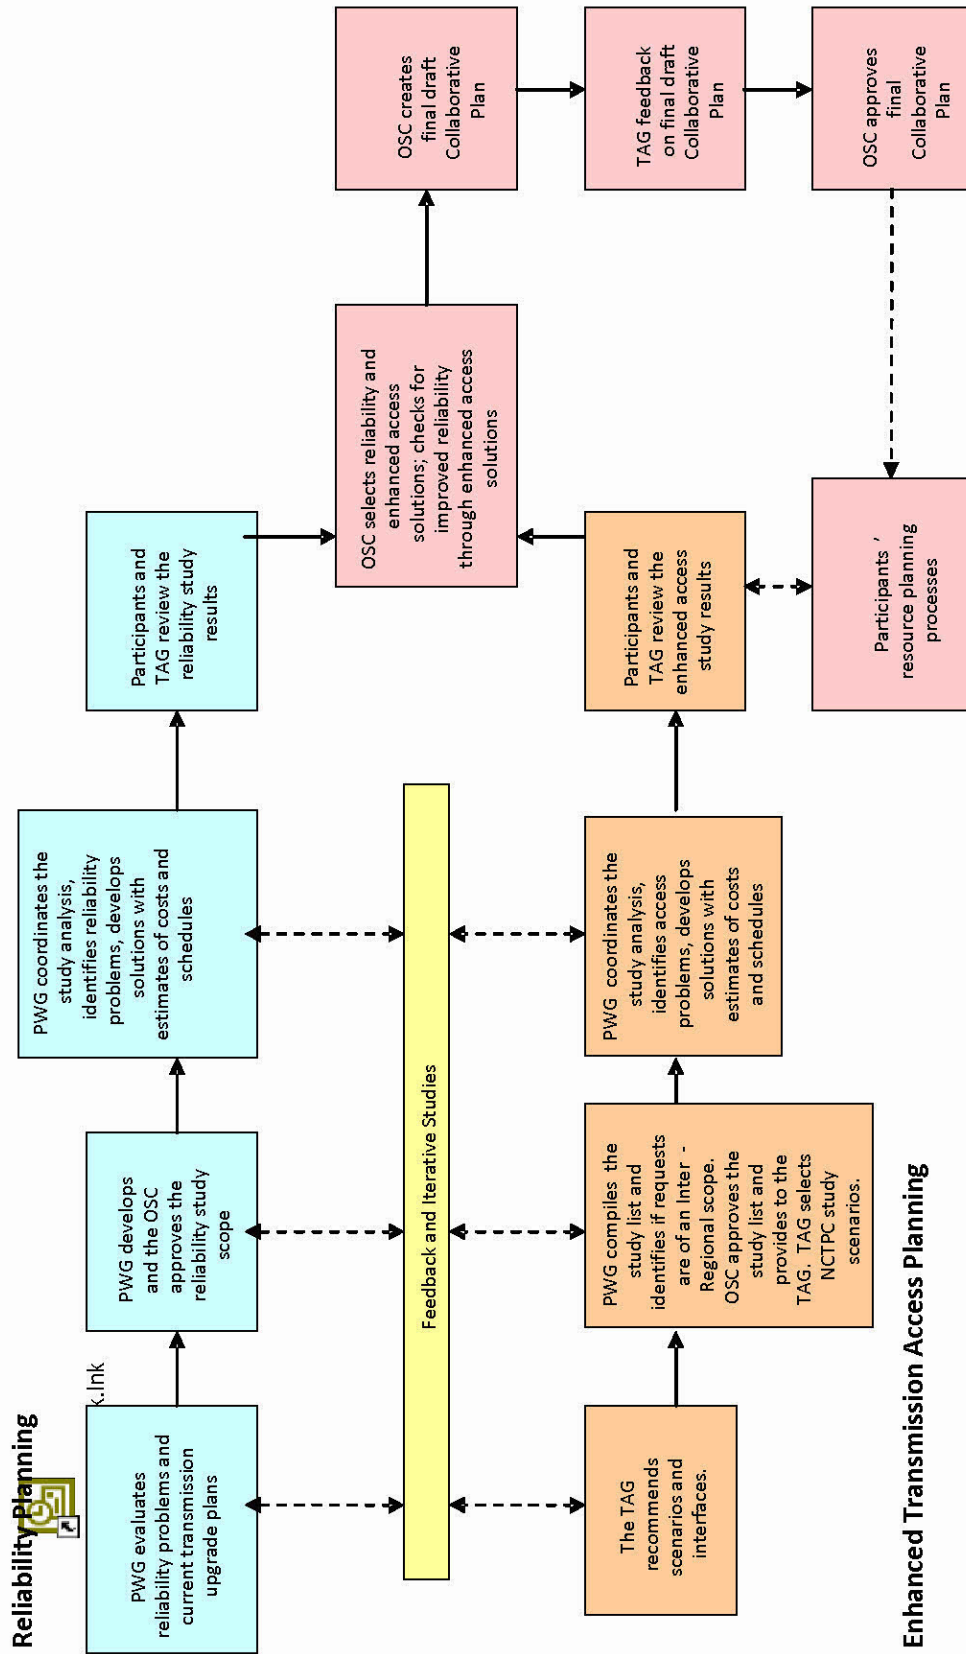 Reliability Planning
k.lnk
PWG evaluates
reliability problems and
current transmission
upgrade plans
PWG develops
and the OSC
approves the
reliability study
scope
PWG coordinates the
study analysis,
identifies reliability
problems, develops
solutions with
estimates of costs and
schedules
Participants and
TAG review the
reliability study
results
Feedback and Iterative Studies
OSC selects reliability and
enhanced access
solutions; checks for
improved reliability
through enhanced access
solutions
OSC creates
final draft
Collaborative
Plan
The TAG
recommends
scenarios and
interfaces.
PWG compiles the
study list and
identifies if requests
are of an Inter -
Regional scope.
OSC approves the
study list and
provides to the
TAG. TAG selects
NCTPC study
scenarios.
PWG coordinates the
study analysis,
identifies access
problems, develops
solutions with
estimates of costs
and schedules
Participants and
TAG review the
enhanced access
study results
TAG feedback
on final draft
Collaborative
Plan
Participants ’
resource planning
processes
OSC approves
final
Collaborative
Plan
Enhanced Transmission Access Planning